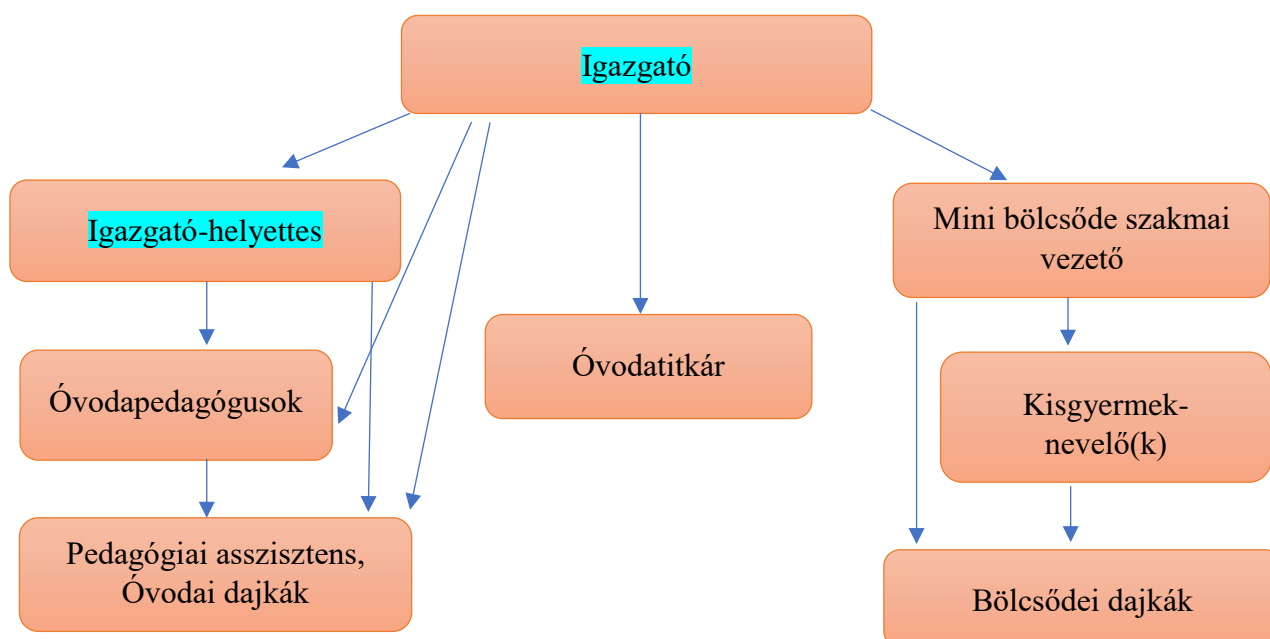 Igazgató
Igazgató-helyettes
Mini bölcsőde szakmai
vezető
Óvodatitkár
Óvodapedagógusok
Kisgyermek-
nevelő(k)
Pedagógiai asszisztens,
Óvodai dajkák
Bölcsődei dajkák